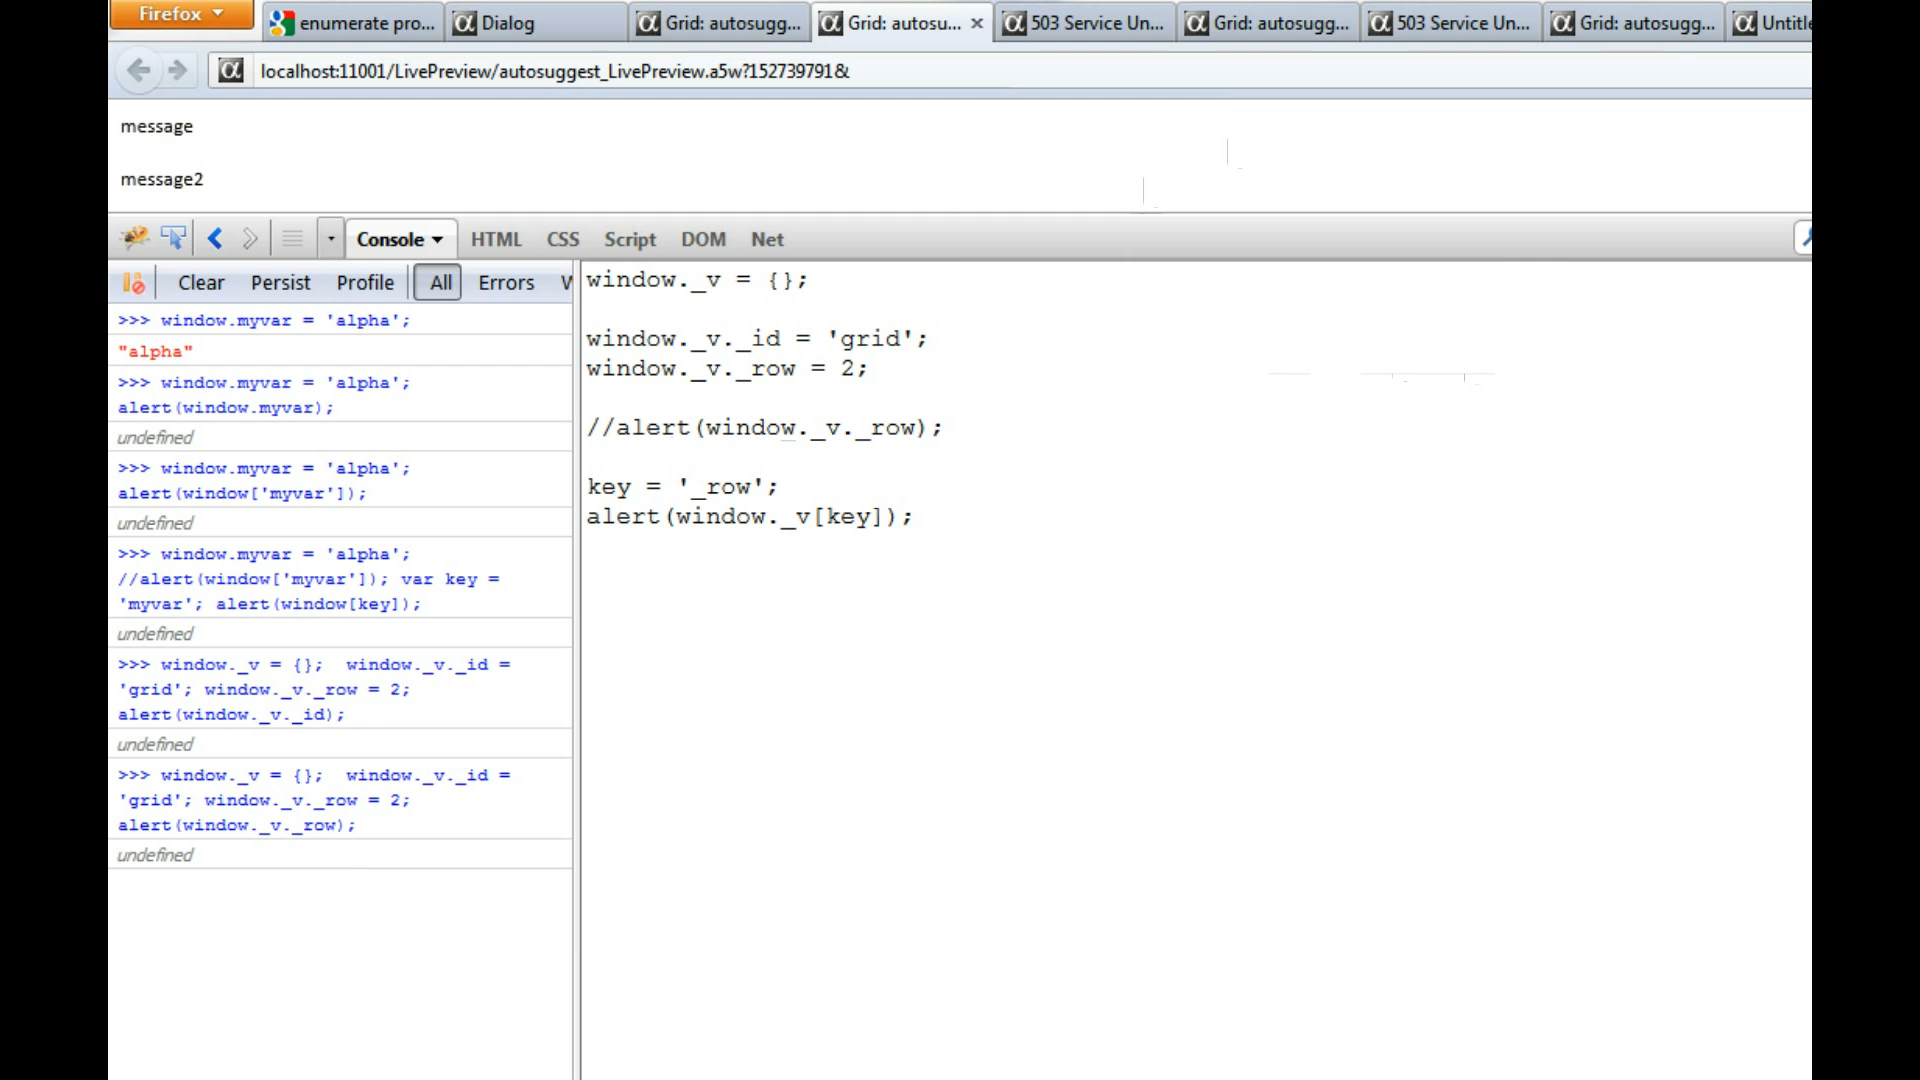 Firefox
enumerate pro...
Dialog
Grid: autosugg...
Grid: autosu...
503 Service Un...
Grid: autosugg...
503 Service Un...
Grid: autosugg...
localhost:11001/LivePreview/autosuggest_LivePreview.a5w?152739791&
message
message2
Console HTML CSS Script DOM Net
Clear Persist Profile All Errors
>>> window.myvar = 'alpha';
"alpha"
>>> window.myvar = 'alpha';
alert(window.myvar);
undefined
>>> window.myvar = 'alpha';
alert(window['myvar']);
undefined
>>> window.myvar = 'alpha';
//alert(window['myvar']); var key =
'myvar'; alert(window[key]);
undefined
>>> window._v = {};  window._v._id =
'grid'; window._v._row = 2;
alert(window._v._id);
undefined
>>> window._v = {};  window._v._id =
'grid'; window._v._row = 2;
alert(window._v._row);
undefined
window._v = {};
window._v._id = 'grid';
window._v._row = 2;
//alert(window._v._row);
key = '_row';
alert(window._v[key]);